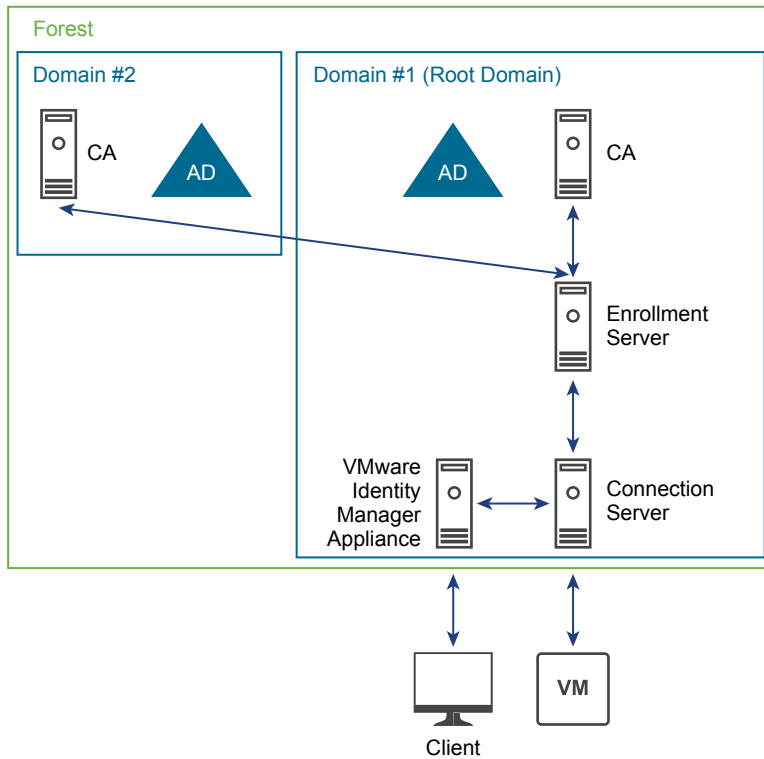 Forest
Domain #2
Domain #1 (Root Domain)
CA
AD
AD
CA
Enrollment
Server
VMware
Identity
Manager
Appliance
Connection
Server
VM
Client